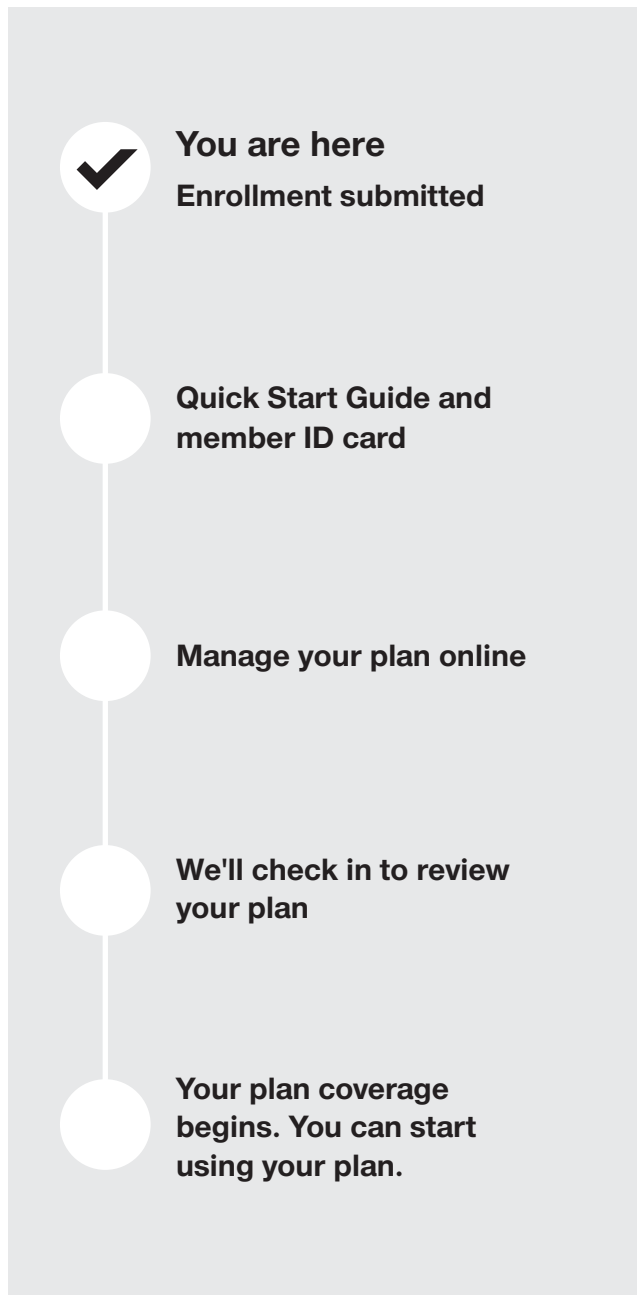 You are here
Enrollment submitted
Quick Start Guide and
member ID card
Manage your plan online
We'll check in to review
your plan
Your plan coverage
begins. You can start
using your plan.